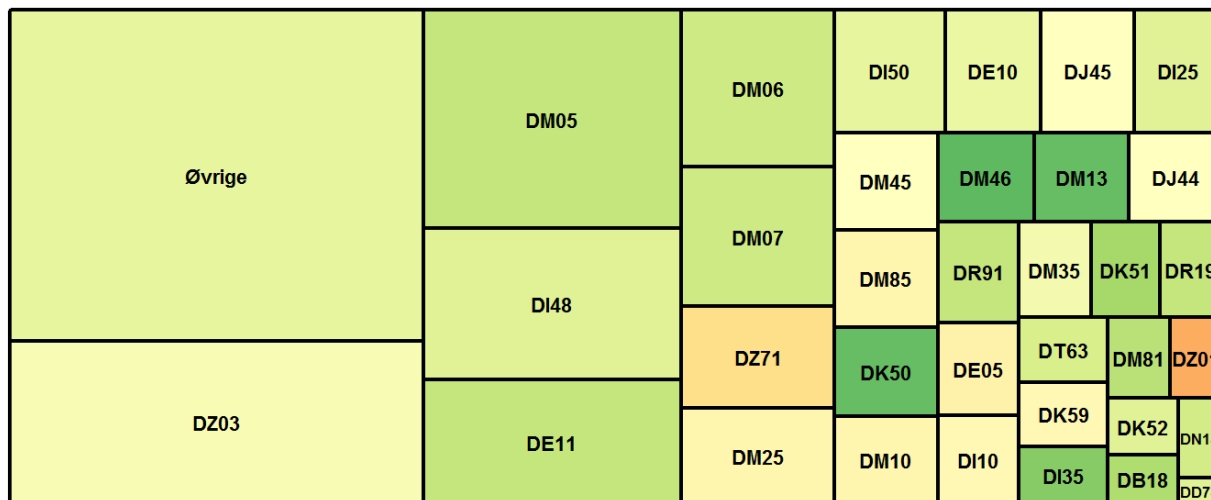 Øvrige
DM05
DM06
DI50
DE10
DJ45
DI25
DM45
DM46
DM13
DJ44
DM07
DM85
DR91
DM35
DK51
DR19
DI48
DZ71
DK50
DE05
DT63
DM81
DZ03
DK59
DK52
DE11
DM25
DM10
DI10
DI35
DB18